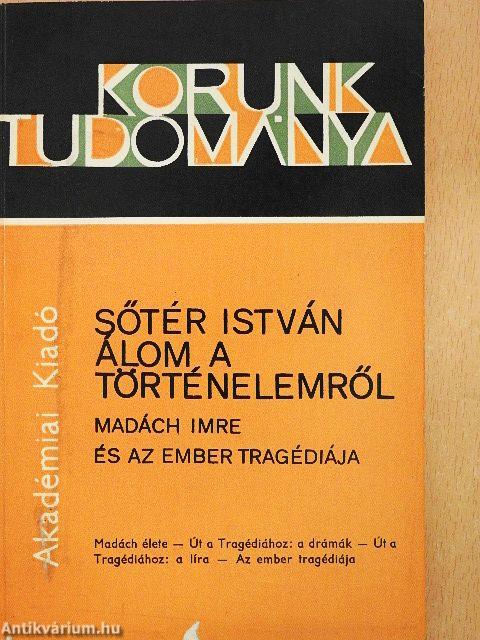 KORUNK
TUDOMÁNYA
Akadémiai Kiadó
SŐTÉR ISTVÁN
ÁLOM A
TÖRTÉNELEMRŐL
MADÁCH IMRE
ÉS AZ EMBER TRAGÉDIÁJA
Madách élete — Út a Tragédiához: a drámák — Út a
Tragédiához: a líra — Az ember tragédiája
Antikvárium.hu